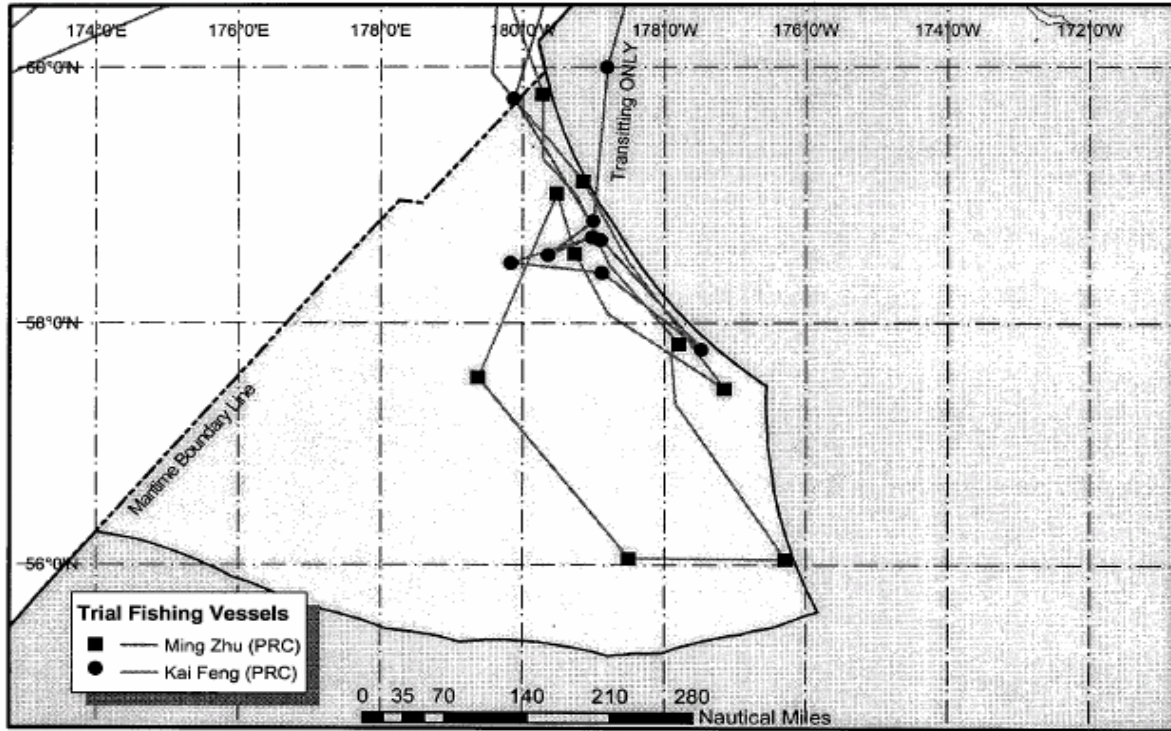 174°0'E 176°0'E 178°0'E 180°0'W 178°0'W 176°0'W 174°0'W 172°0'W
60°0'N
Transitting ONLY
58°0'N
Maritime Boundary Line
56°0'N
Trial Fishing Vessels
Ming Zhu (PRC)
Kai Feng (PRC)
0 35 70 140 210 280
Nautical Miles